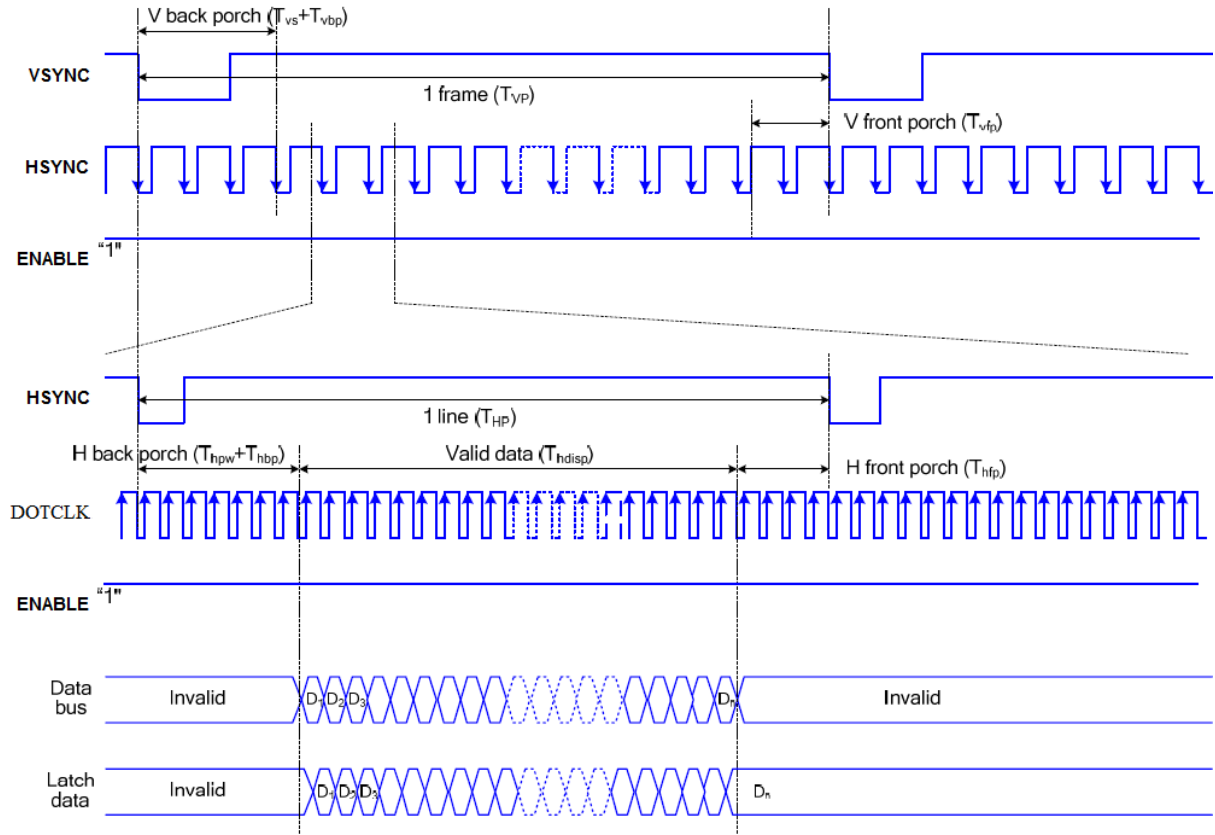 V back porch (Tvs+Tvbp)
VSYNC
1 frame (TVP)
V front porch (Tvfp)
HSYNC
ENABLE "1"
HSYNC
1 line (THP)
H back porch (Thpw+Thbp)
Valid data (Thdisp)
H front porch (Thfp)
DOTCLK
ENABLE "1"
Data
bus
Invalid
D1 D2 D3
Dn
Invalid
Latch
data
Invalid
D1 D2 D3
Dn